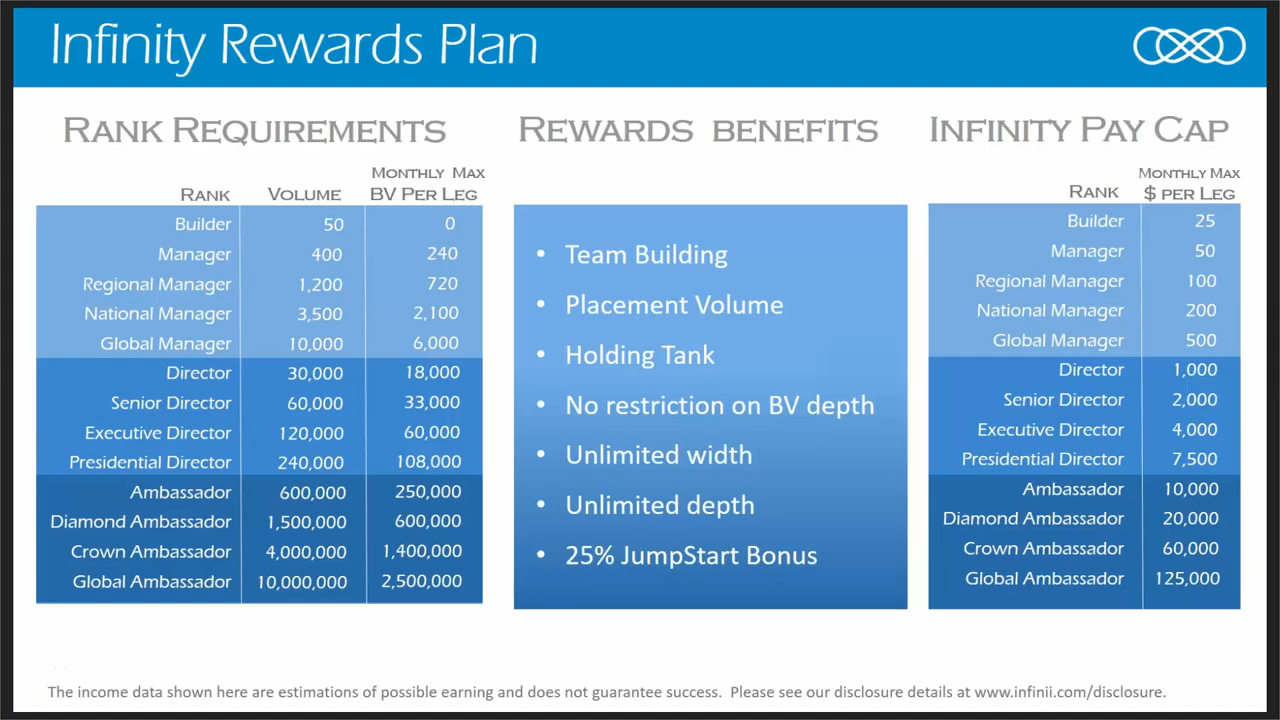 Infinity Rewards Plan
RANK REQUIREMENTS
RANK VOLUME MONTHLY MAX BV PER LEG
Builder 50 0
Manager 400 240
Regional Manager 1,200 720
National Manager 3,500 2,100
Global Manager 10,000 6,000
Director 30,000 18,000
Senior Director 60,000 33,000
Executive Director 120,000 60,000
Presidential Director 240,000 108,000
Ambassador 600,000 250,000
Diamond Ambassador 1,500,000 600,000
Crown Ambassador 4,000,000 1,400,000
Global Ambassador 10,000,000 2,500,000
REWARDS BENEFITS
• Team Building
• Placement Volume
• Holding Tank
• No restriction on BV depth
• Unlimited width
• Unlimited depth
• 25% JumpStart Bonus
INFINITY PAY CAP
RANK MONTHLY MAX $ PER LEG
Builder 25
Manager 50
Regional Manager 100
National Manager 200
Global Manager 500
Director 1,000
Senior Director 2,000
Executive Director 4,000
Presidential Director 7,500
Ambassador 10,000
Diamond Ambassador 20,000
Crown Ambassador 60,000
Global Ambassador 125,000
The income data shown here are estimations of possible earning and does not guarantee success. Please see our disclosure details at www.infinii.com/disclosure.